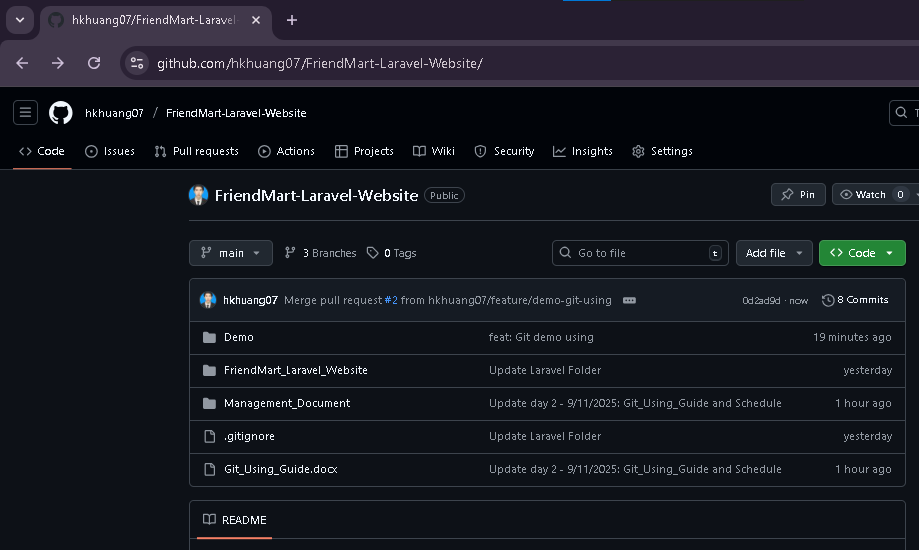 hkhuang07/FriendMart-Laravel-
github.com/hkhuang07/FriendMart-Laravel-Website/
hkhuang07 / FriendMart-Laravel-Website
Code Issues Pull requests Actions Projects Wiki Security Insights Settings
FriendMart-Laravel-Website Public Pin Watch 0
main 3 Branches 0 Tags Go to file t Add file Code
hkhuang07 Merge pull request #2 from hkhuang07/feature/demo-git-using 0d2ad9d · now 8 Commits
Demo feat: Git demo using 19 minutes ago
FriendMart_Laravel_Website Update Laravel Folder yesterday
Management_Document Update day 2 - 9/11/2025: Git_Using_Guide and Schedule 1 hour ago
.gitignore Update Laravel Folder yesterday
Git_Using_Guide.docx Update day 2 - 9/11/2025: Git_Using_Guide and Schedule 1 hour ago
README